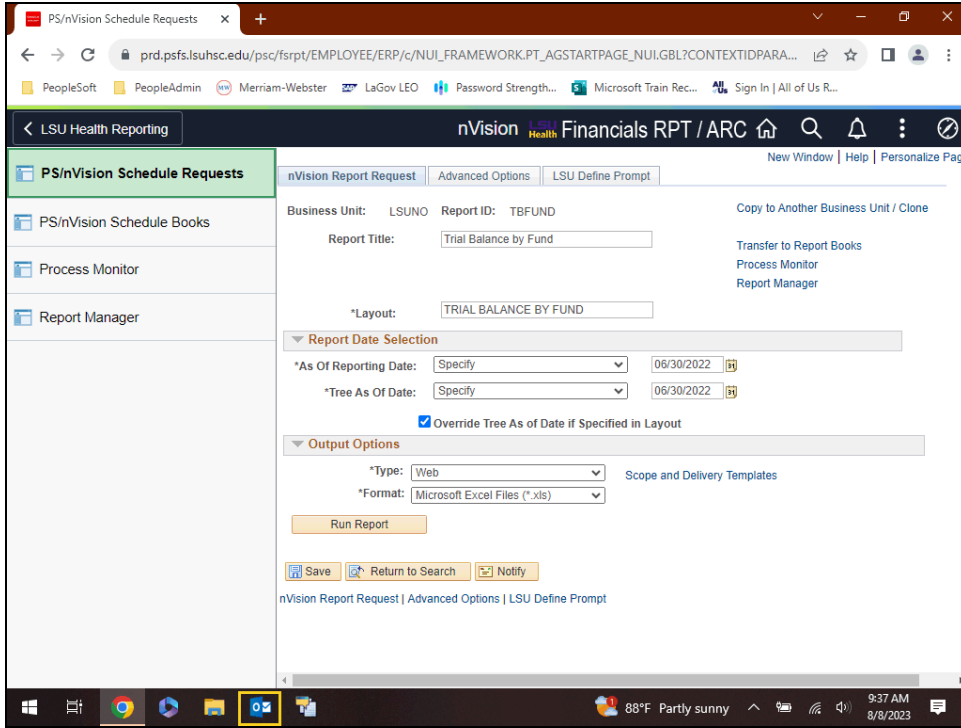 PS/nVision Schedule Requests
prd.psfs.lsuhsc.edu/psc/fsrpt/EMPLOYEE/ERP/c/NUI_FRAMEWORK.PT_AGSTARTPAGE_NUI.GBL?CONTEXTIDPARA...
PeopleSoft PeopleAdmin Merriam-Webster LaGov LEO Password Strength... Microsoft Train Rec... Sign In | All of Us R...
LSU Health Reporting nVision LSU Health Financials RPT / ARC
New Window | Help | Personalize Pag
PS/nVision Schedule Requests
PS/nVision Schedule Books
Process Monitor
Report Manager
nVision Report Request Advanced Options LSU Define Prompt
Business Unit: LSUNO Report ID: TBFUND Copy to Another Business Unit / Clone
Report Title: Trial Balance by Fund
Transfer to Report Books
Process Monitor
Report Manager
*Layout: TRIAL BALANCE BY FUND
Report Date Selection
*As Of Reporting Date: Specify 06/30/2022
*Tree As Of Date: Specify 06/30/2022
Override Tree As of Date if Specified in Layout
Output Options
*Type: Web Scope and Delivery Templates
*Format: Microsoft Excel Files (*.xls)
Run Report
Save Return to Search Notify
nVision Report Request | Advanced Options | LSU Define Prompt
88°F Partly sunny 9:37 AM
8/8/2023